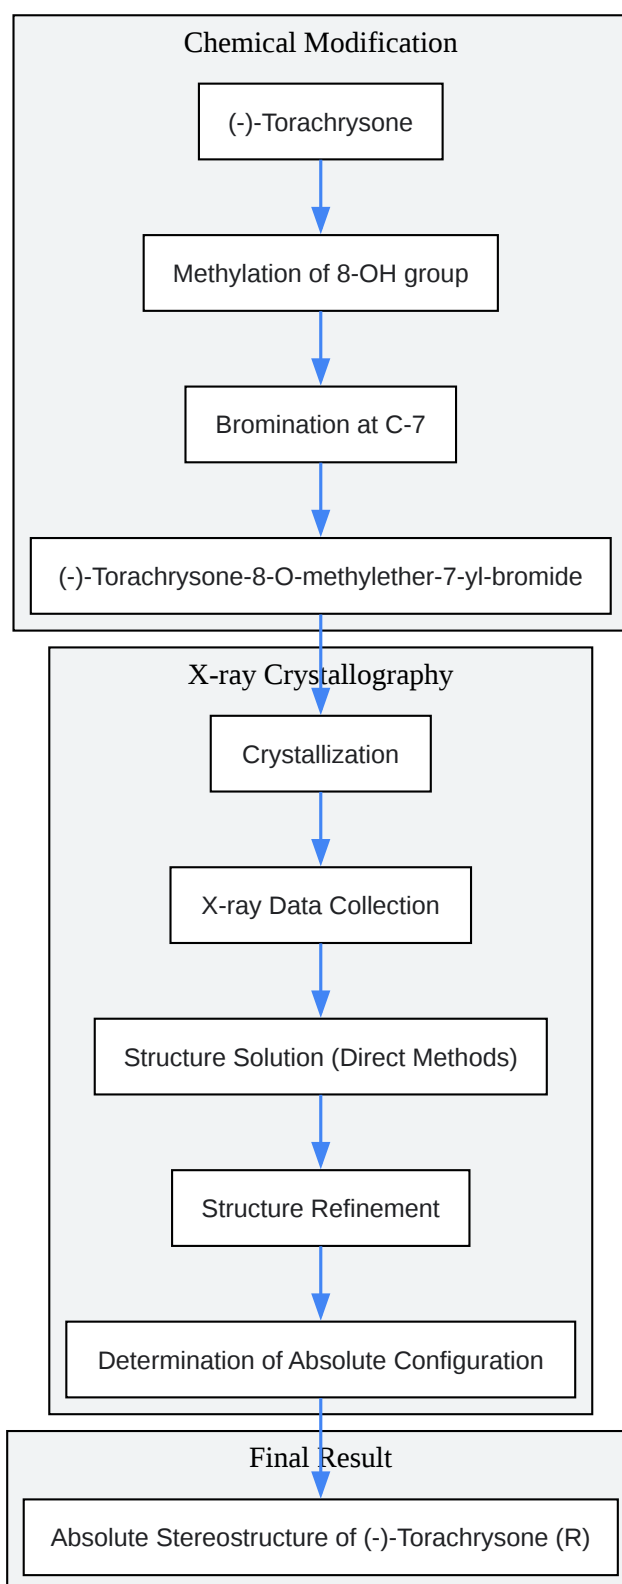 Chemical Modification
(-)-Torachrysone
Methylation of 8-OH group
Bromination at C-7
(-)-Torachrysone-8-O-methylether-7-yl-bromide
X-ray Crystallography
Crystallization
X-ray Data Collection
Structure Solution (Direct Methods)
Structure Refinement
Determination of Absolute Configuration
Final Result
Absolute Stereostructure of (-)-Torachrysone (R)